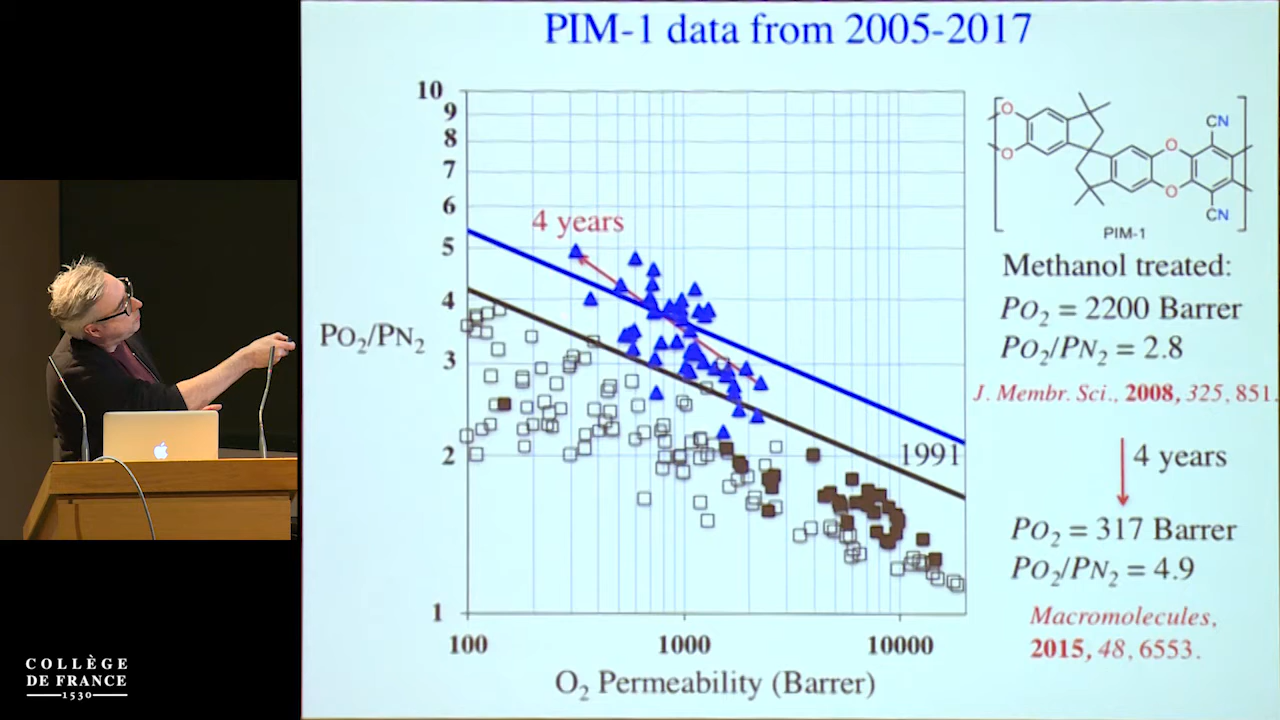 PIM-1 data from 2005-2017
10
9
8
7
6
5
4
3
2
1
PO₂/PN₂
4 years
1991
100
1000
10000
O₂ Permeability (Barrer)
O
O
O
O
CN
CN
PIM-1
Methanol treated:
PO₂ = 2200 Barrer
PO₂/PN₂ = 2.8
J. Membr. Sci., 2008, 325, 851.
4 years
PO₂ = 317 Barrer
PO₂/PN₂ = 4.9
Macromolecules,
2015, 48, 6553.
COLLÈGE
DE FRANCE
1530